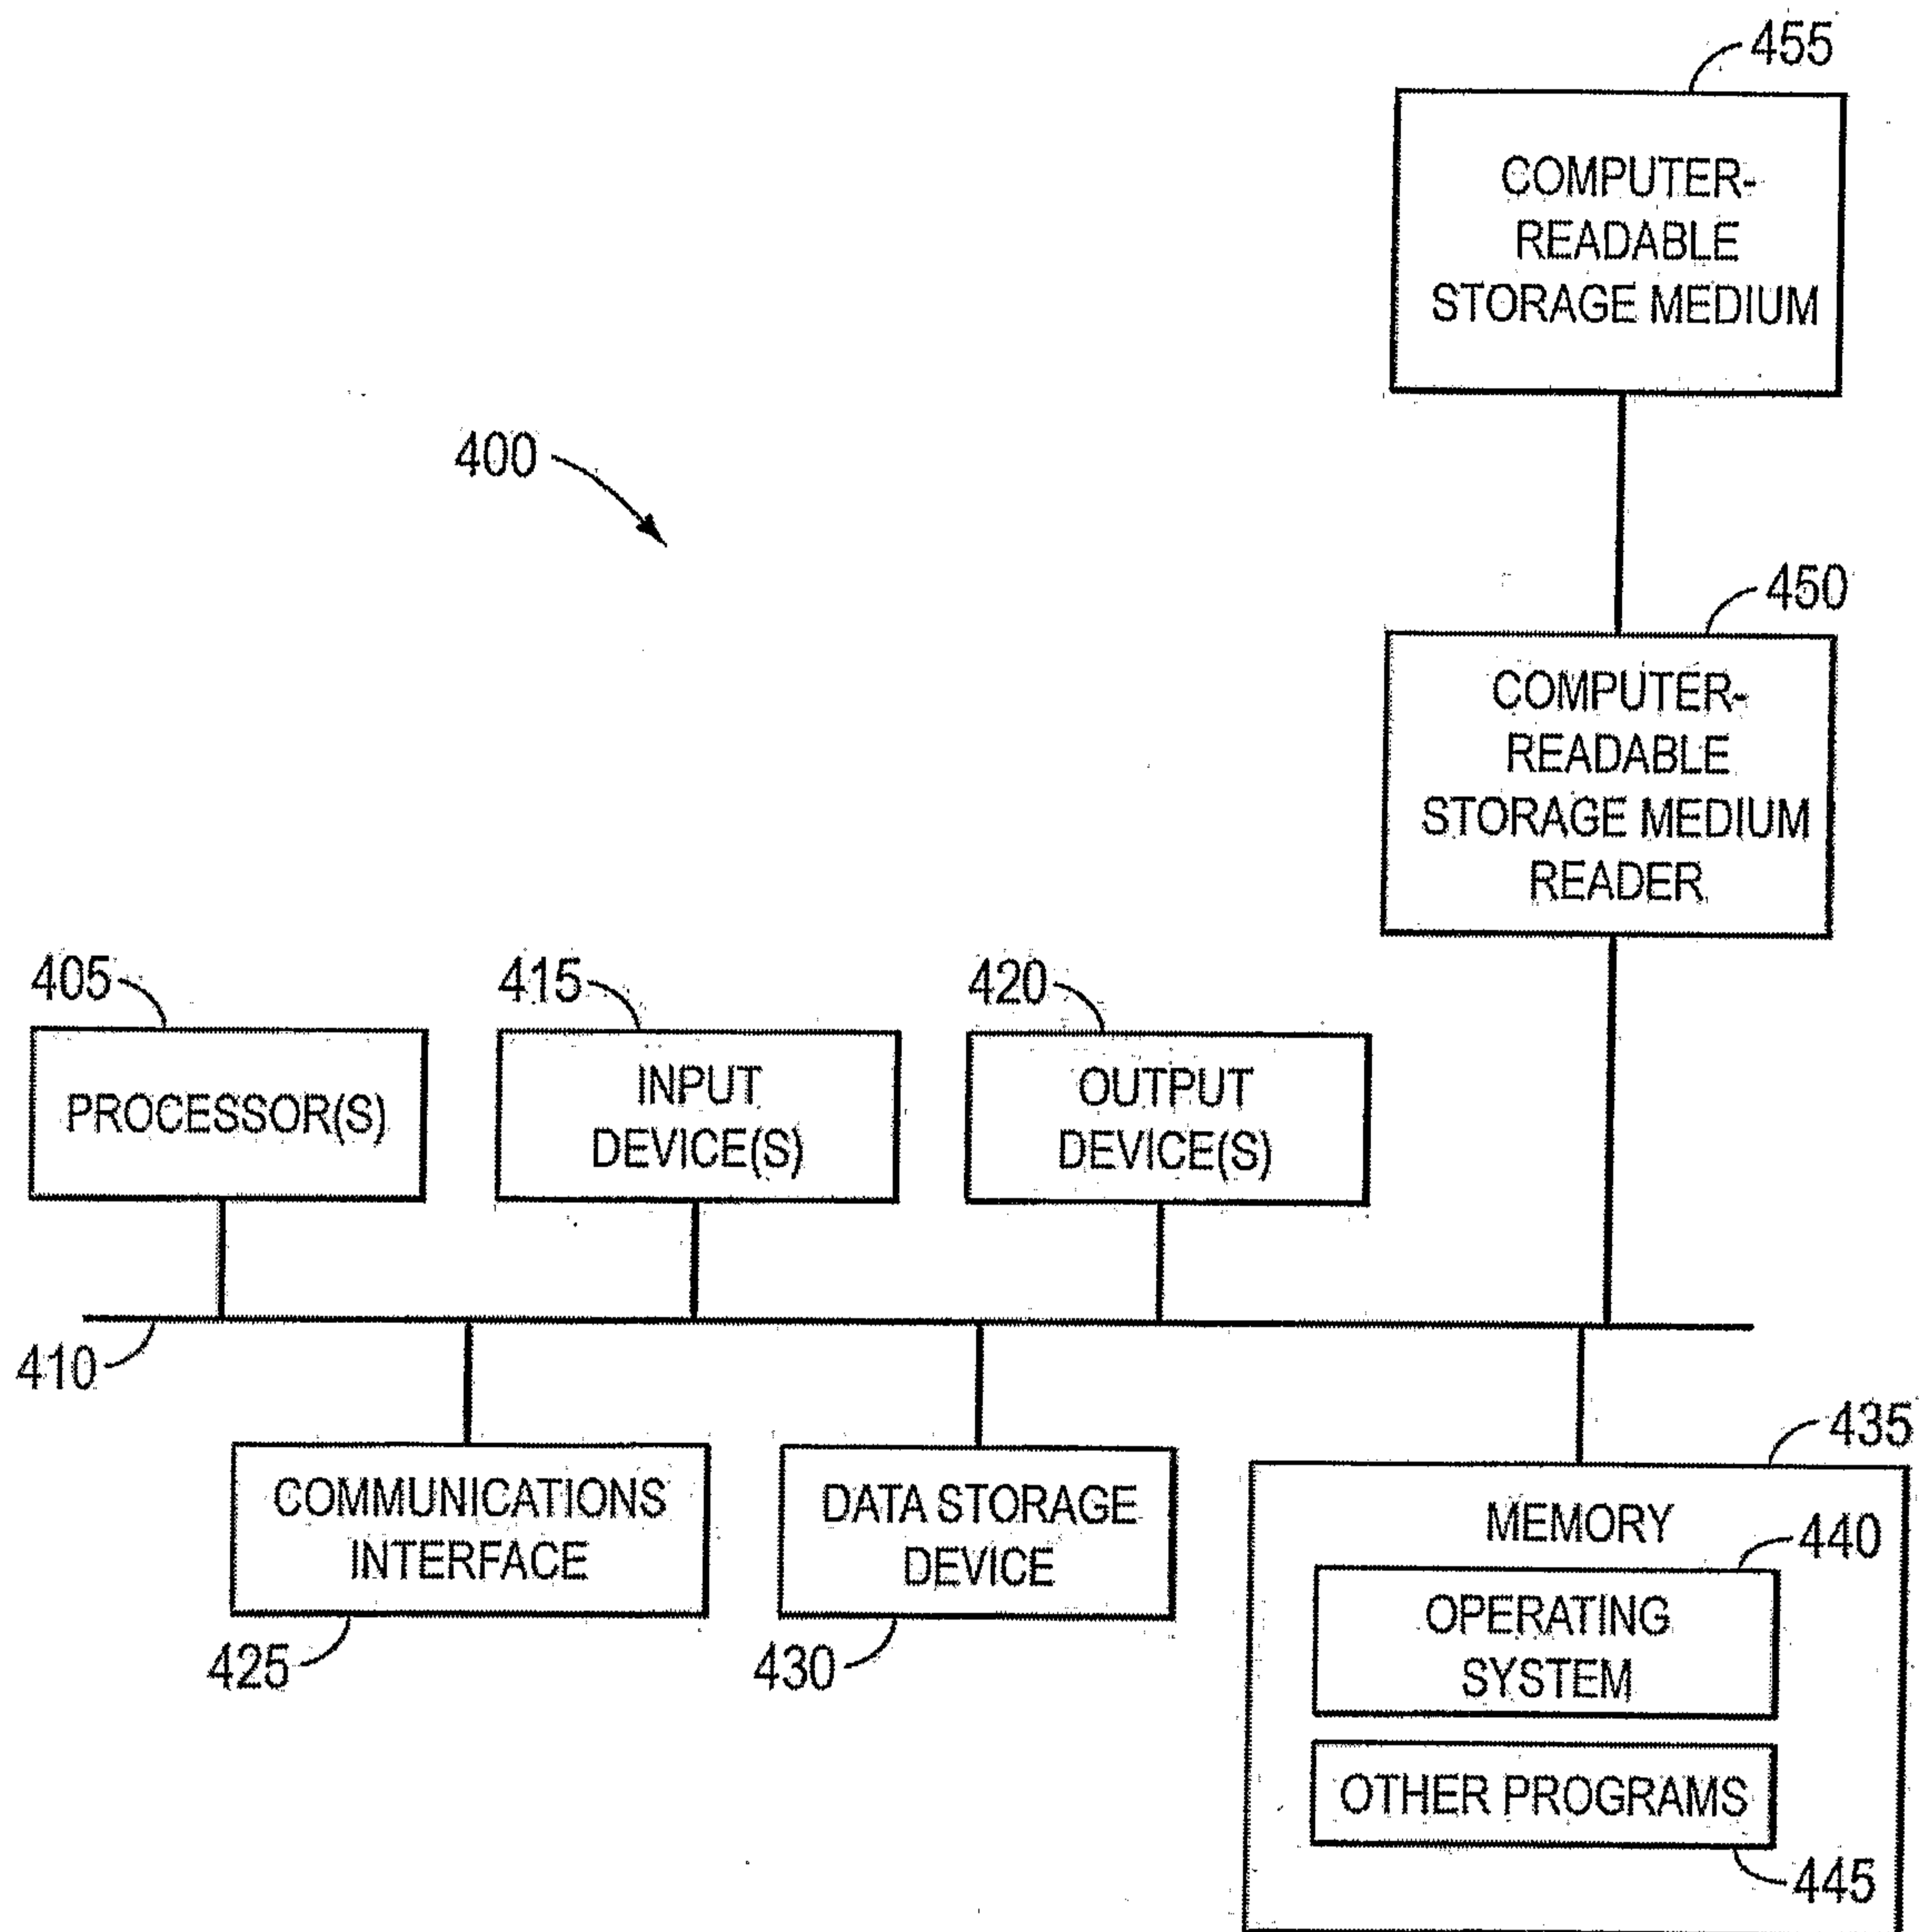 455
COMPUTER-
READABLE
STORAGE MEDIUM
400
450
COMPUTER-
READABLE
STORAGE MEDIUM
READER
405
PROCESSOR(S)
415
INPUT
DEVICE(S)
420
OUTPUT
DEVICE(S)
410
COMMUNICATIONS
INTERFACE
425
DATA STORAGE
DEVICE
430
435
MEMORY
440
OPERATING
SYSTEM
OTHER PROGRAMS
445